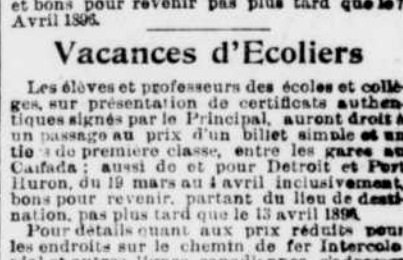 et bons pour revenir pas plus tard que le 7
Avril 1896.
Vacances d'Ecoliers
Les élèves et professeurs des écoles et collè-
ges, sur présentation de certificats authen-
tiques signés par le Principal, auront droit à
un passage au prix d'un billet simple et un
tiers de première classe, entre les gares au
Canada; aussi de et pour Detroit et Port
Huron, du 19 mars au 4 avril inclusivement,
bons pour revenir, partant du lieu de desti-
nation, pas plus tard que le 13 avril 1896.
Pour détails quant aux prix réduits pour
les endroits sur le chemin de fer Intercolo-